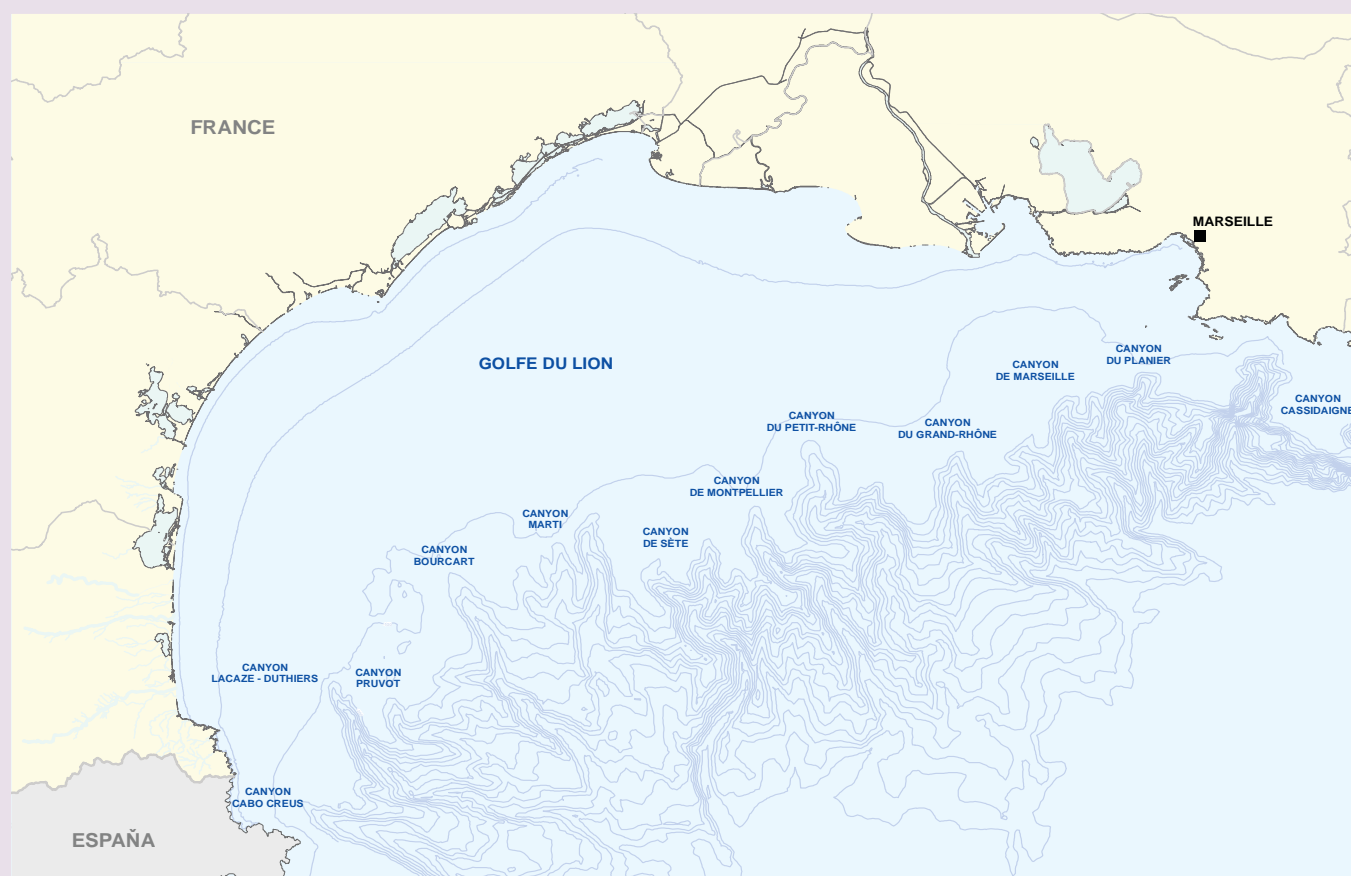 FRANCE
MARSEILLE
CANYON
DU PLANIER
GOLFE DU LION
CANYON
DE MARSEILLE
CANYON
CASSIDAIGNE
CANYON
DU PETIT-RHÔNE
CANYON
DU GRAND-RHÔNE
CANYON
DE MONTPELLIER
CANYON
MARTI
CANYON
DE SÈTE
CANYON
BOURCART
CANYON
LACAZE - DUTHIERS
CANYON
PRUVOT
CANYON
CABO CREUS
ESPAÑA